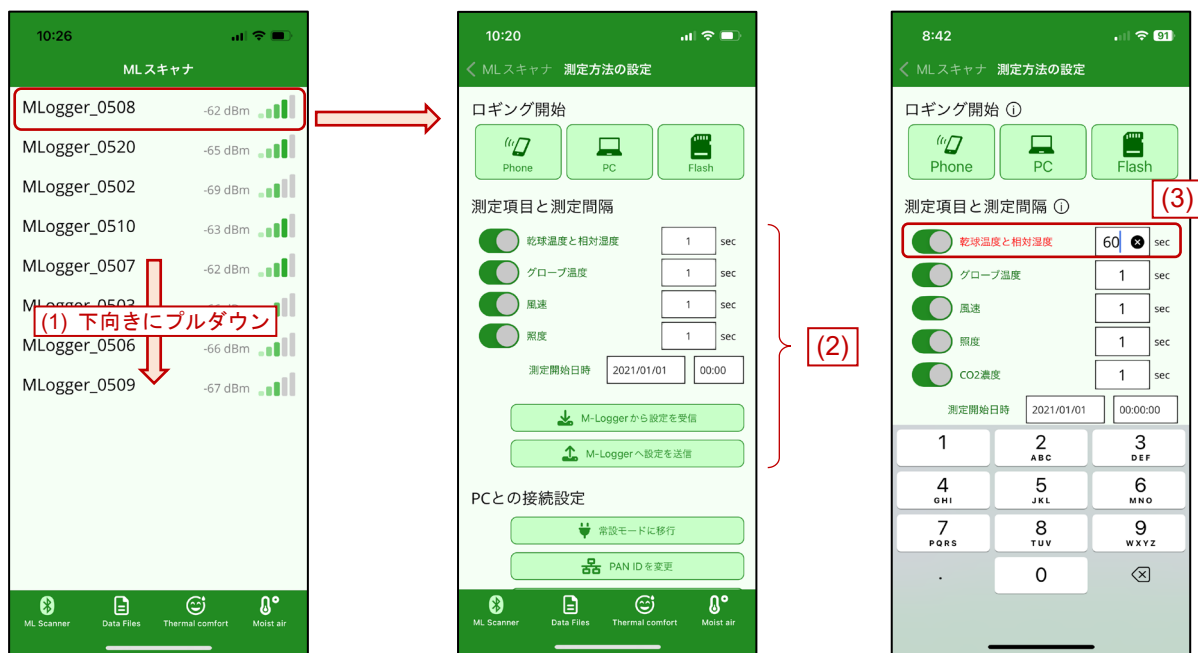 10:26
MLスキャナ
MLogger_0508 -62 dBm
MLogger_0520 -65 dBm
MLogger_0502 -69 dBm
MLogger_0510 -63 dBm
MLogger_0507 -62 dBm
(1) 下向きにプルダウン
MLogger_0506 -66 dBm
MLogger_0509 -67 dBm
ML Scanner Data Files Thermal comfort Moist air
10:20
MLスキャナ 測定方法の設定
ロギング開始
Phone PC Flash
測定項目と測定間隔
乾球温度と相対湿度 1 sec
グローブ温度 1 sec
風速 1 sec
照度 1 sec
測定開始日時 2021/01/01 00:00
(2)
M-Loggerから設定を受信
M-Loggerへ設定を送信
PCとの接続設定
常設モードに移行
PAN IDを変更
ML Scanner Data Files Thermal comfort Moist air
8:42 91
MLスキャナ 測定方法の設定
ロギング開始
Phone PC Flash
測定項目と測定間隔
(3)
乾球温度と相対湿度 60 sec
グローブ温度 1 sec
風速 1 sec
照度 1 sec
CO2濃度 1 sec
測定開始日時 2021/01/01 00:00:00
1 2 3
ABC DEF
4 5 6
GHI JKL MNO
7 8 9
PQRS TUV WXYZ
. 0